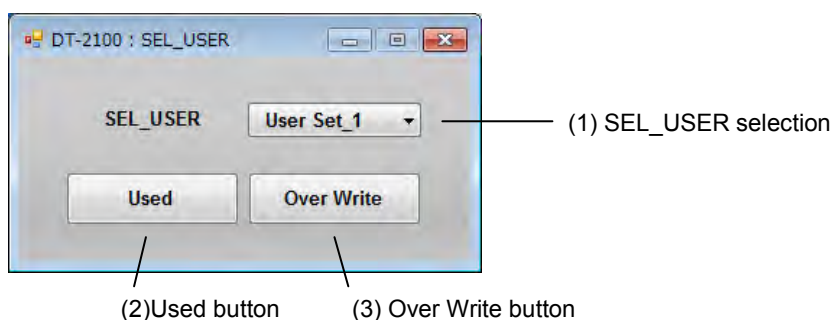 DT-2100 : SEL_USER
SEL_USER User Set_1 (1) SEL_USER selection
Used Over Write
(2)Used button (3) Over Write button